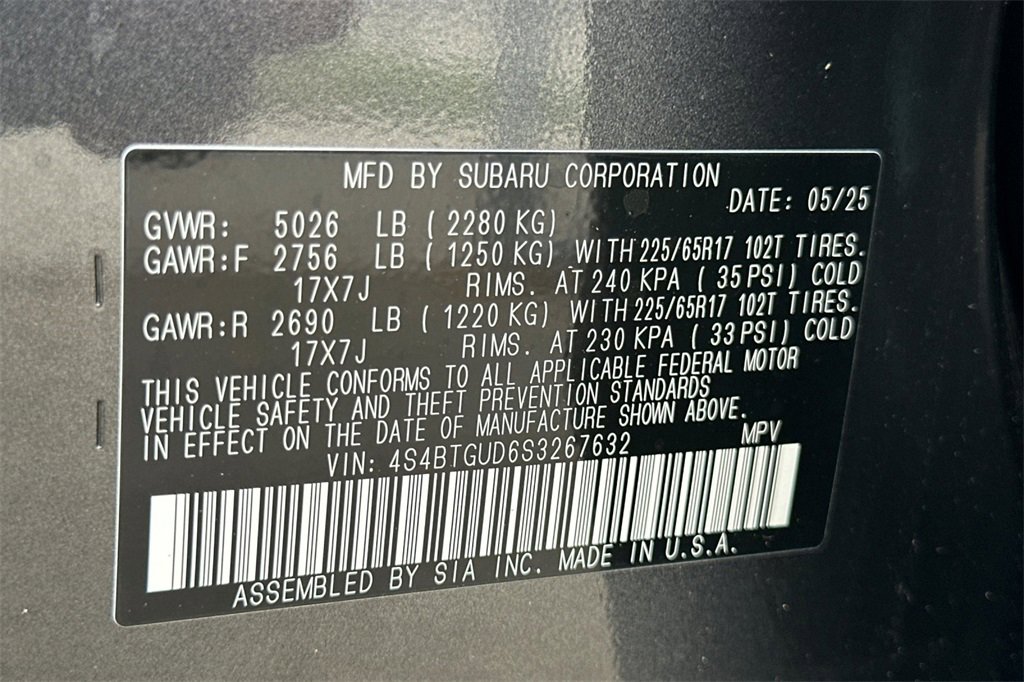 MFD BY SUBARU CORPORATION
DATE: 05/25
GVWR: 5026 LB ( 2280 KG)
GAWR:F 2756 LB ( 1250 KG) WITH 225/65R17 102T TIRES.
17X7J RIMS. AT 240 KPA ( 35 PSI) COLD
GAWR:R 2690 LB ( 1220 KG) WITH 225/65R17 102T TIRES.
17X7J RIMS. AT 230 KPA ( 33 PSI) COLD
THIS VEHICLE CONFORMS TO ALL APPLICABLE FEDERAL MOTOR
VEHICLE SAFETY AND THEFT PREVENTION STANDARDS
IN EFFECT ON THE DATE OF MANUFACTURE SHOWN ABOVE.
VIN: 4S4BTGUD6S3267632 MPV
ASSEMBLED BY SIA INC. MADE IN U.S.A.